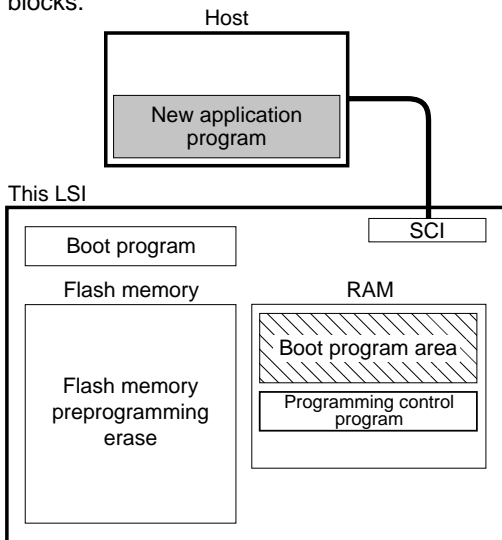 blocks.
Host
New application
program
This LSI
SCI
Boot program
Flash memory
RAM
Boot program area
Flash memory
preprogramming
erase
Programming control
program